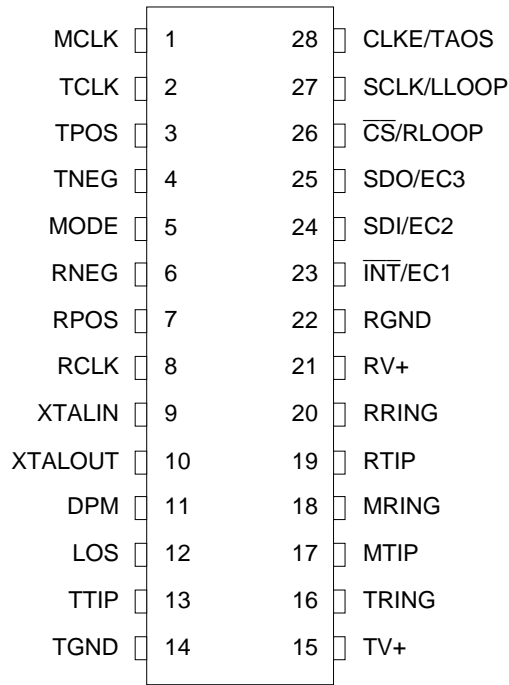 MCLK 1 28 CLKE/TAOS
TCLK 2 27 SCLK/LLOOP
TPOS 3 26 C̅S̅/RLOOP
TNEG 4 25 SDO/EC3
MODE 5 24 SDI/EC2
RNEG 6 23 I̅N̅T̅/EC1
RPOS 7 22 RGND
RCLK 8 21 RV+
XTALIN 9 20 RRING
XTALOUT 10 19 RTIP
DPM 11 18 MRING
LOS 12 17 MTIP
TTIP 13 16 TRING
TGND 14 15 TV+